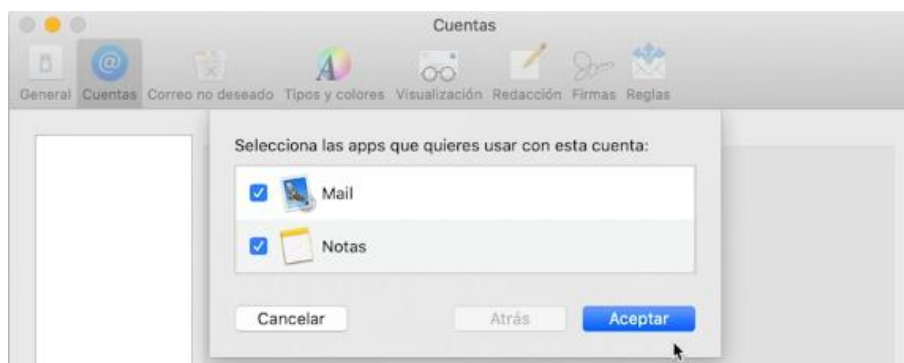 Cuentas
General Cuentas Correo no deseado Tipos y colores Visualización Redacción Firmas Reglas
Selecciona las apps que quieres usar con esta cuenta:
Mail
Notas
Cancelar Atrás Aceptar